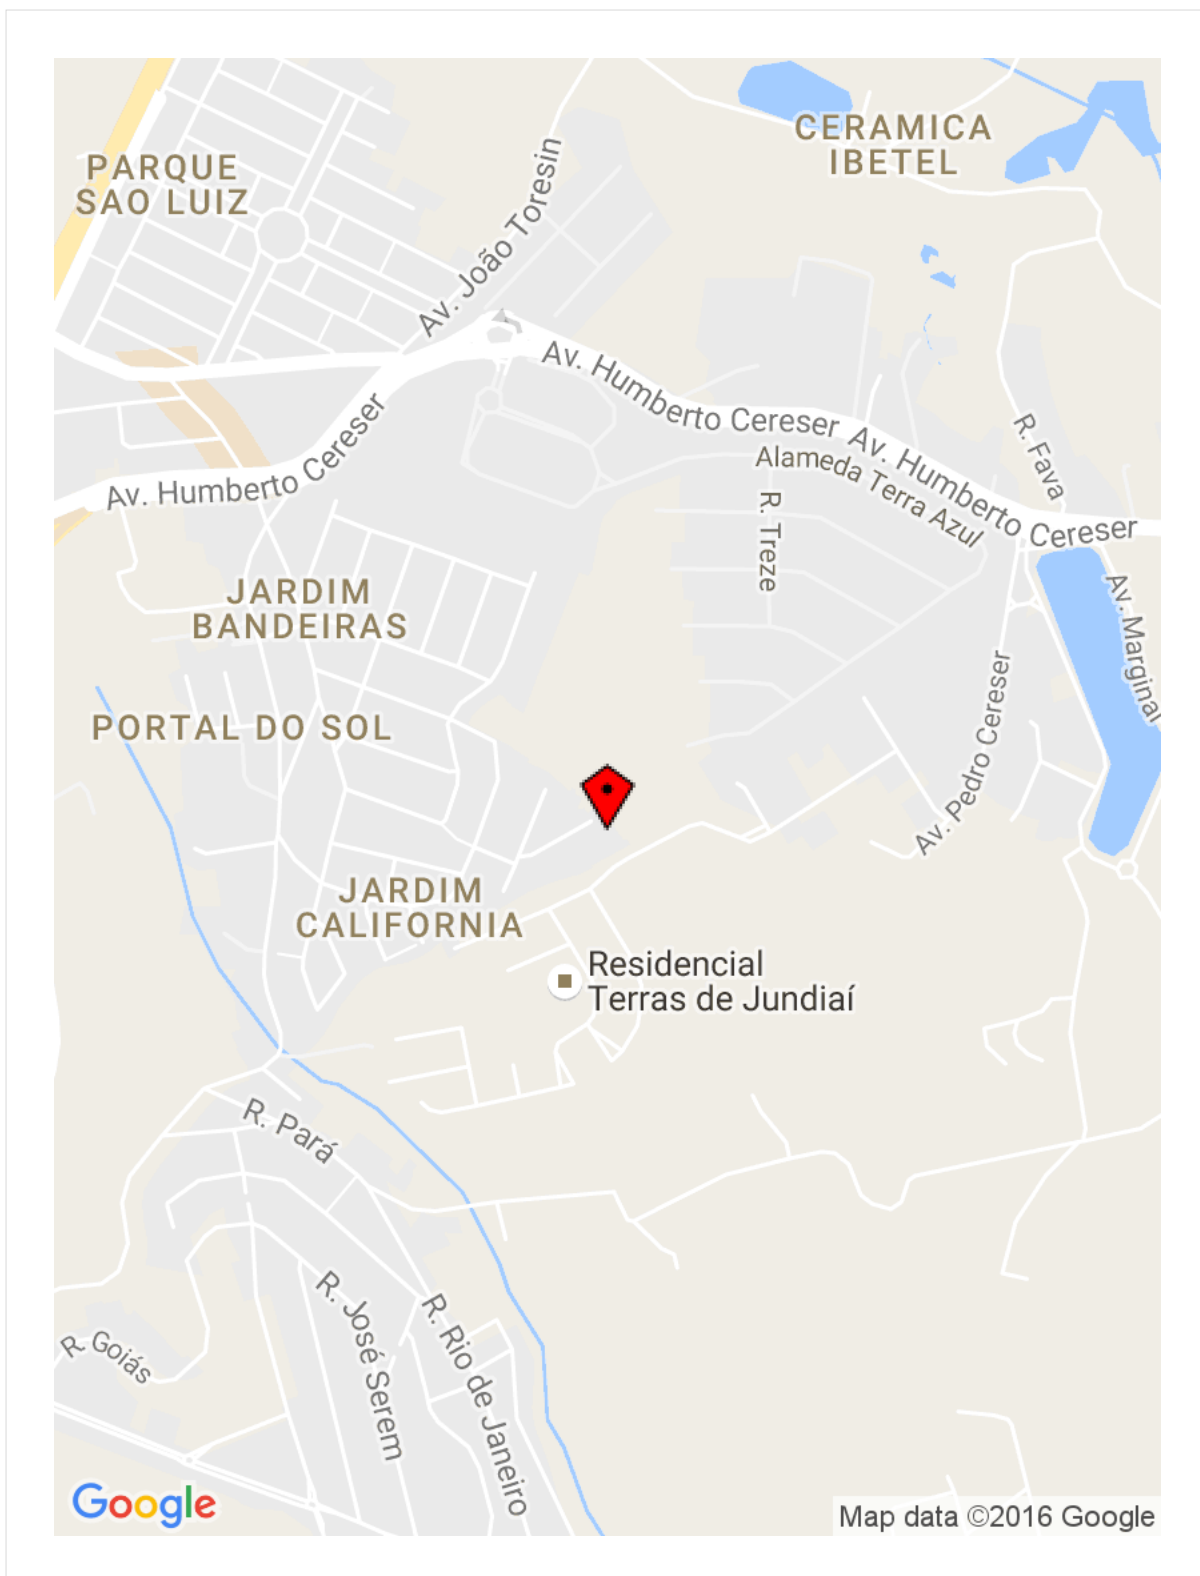 PARQUE
SAO LUIZ
Av. João Toresin
CERAMICA
IBETEL
Av. Humberto Cereser
Av. Humberto Cereser
Av. Humberto Cereser
Alameda Terra Azul
R. Fava
R. Treze
JARDIM
BANDEIRAS
Av. Marginal
PORTAL DO SOL
Av. Pedro Cereser
JARDIM
CALIFORNIA
Residencial
Terras de Jundiaí
R. Pará
R. José Serem
R. Rio de Janeiro
R. Goiás
Google
Map data ©2016 Google